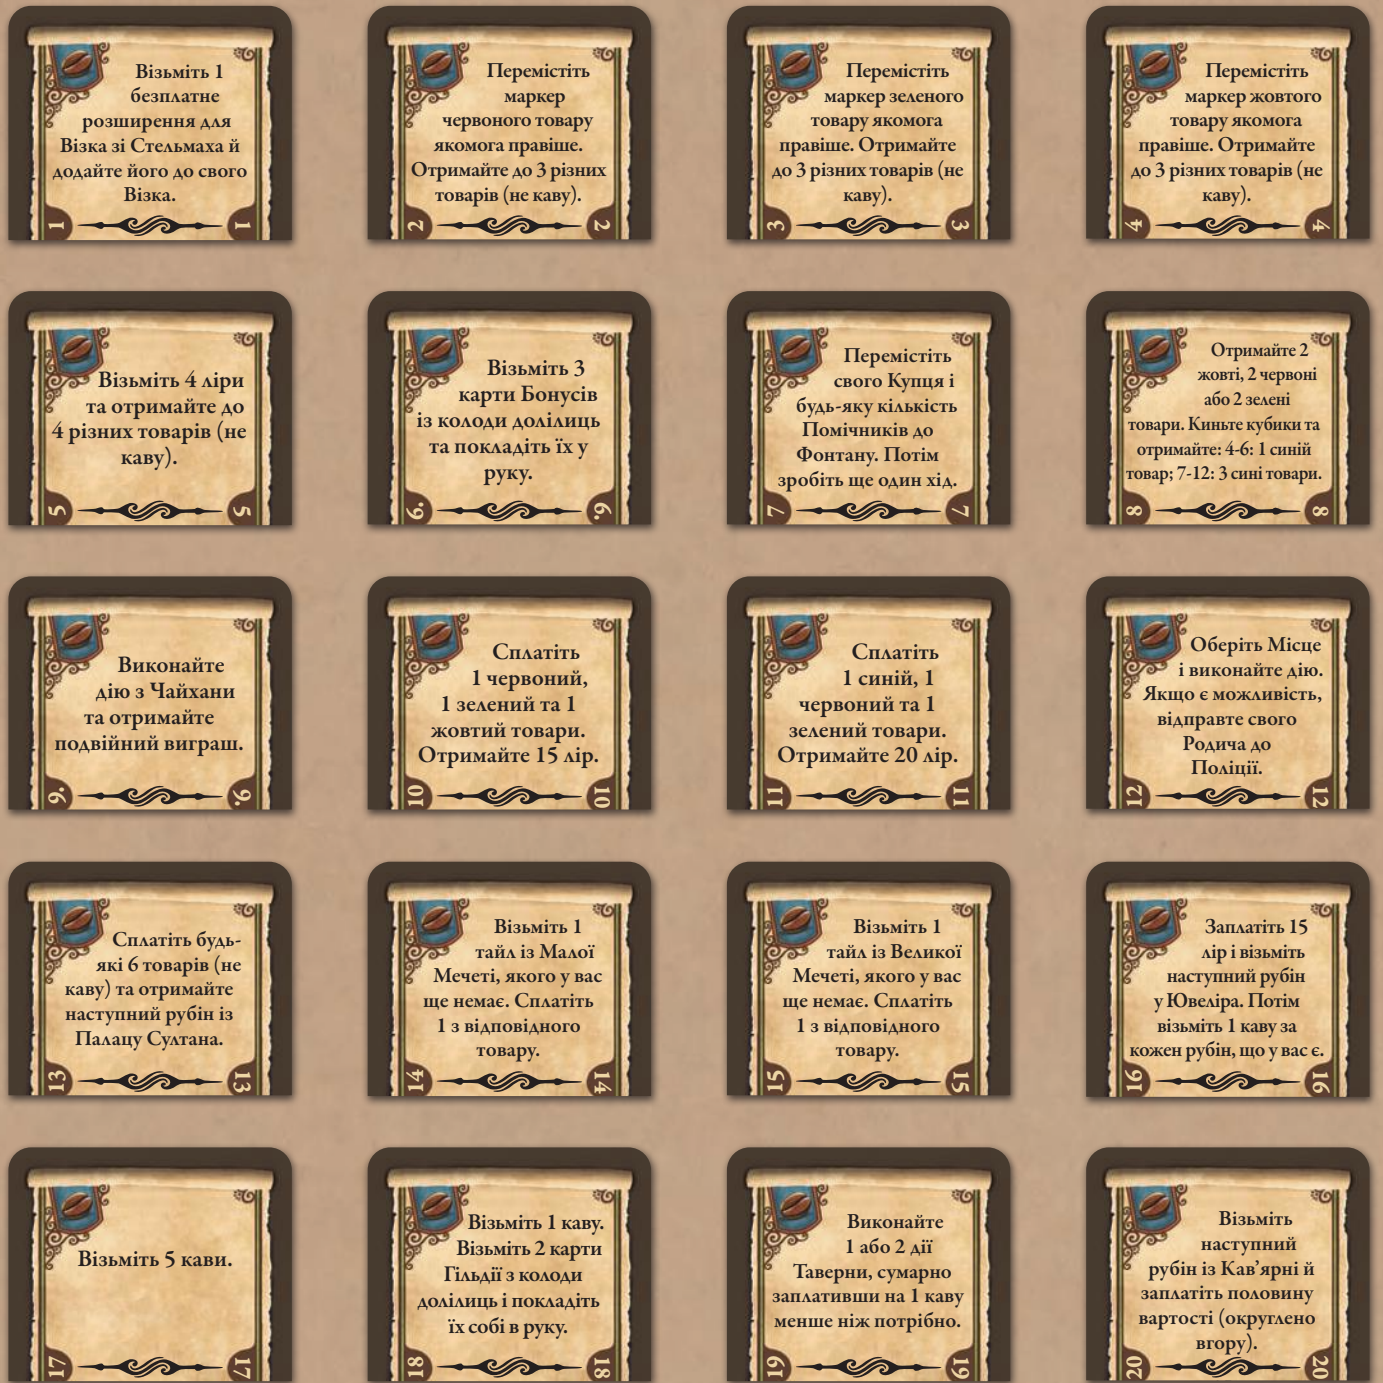 Візьміть 1
безплатне
розширення для
Візка зі Стельмаха й
додайте його до свого
Візка.
1
1
Перемістіть
маркер
червоного товару
якомога правіше.
Отримайте до 3 різних
товарів (не каву).
2
2
Перемістіть
маркер зеленого
товару якомога
правіше. Отримайте
до 3 різних товарів (не
каву).
3
3
Перемістіть
маркер жовтого
товару якомога
правіше. Отримайте
до 3 різних товарів (не
каву).
4
4
Візьміть 4 ліри
та отримайте до
4 різних товарів (не
каву).
5
5
Візьміть 3
карти Бонусів
із колоди долілиць
та покладіть їх у
руку.
6.
6.
Перемістіть
свого Купця і
будь-яку кількість
Помічників до
Фонтану. Потім
зробіть ще один хід.
7
7
Отримайте 2
жовті, 2 червоні
або 2 зелені
товари. Киньте кубики та
отримайте: 4-6: 1 синій
товар; 7-12: 3 сині товари.
8
8
Виконайте
дію з Чайхани
та отримайте
подвійний виграш.
9.
9.
Сплатіть
1 червоний,
1 зелений та 1
жовтий товари.
Отримайте 15 лір.
10
10
Сплатіть
1 синій, 1
червоний та 1
зелений товари.
Отримайте 20 лір.
11
11
Оберіть Місце
і виконайте дію.
Якщо є можливість,
відправте свого
Родича до
Поліції.
12
12
Сплатіть будь-
які 6 товарів (не
каву) та отримайте
наступний рубін із
Палацу Султана.
13
13
Візьміть 1
тайл із Малої
Мечеті, якого у вас
ще немає. Сплатіть
1 з відповідного
товару.
14
14
Візьміть 1
тайл із Великої
Мечеті, якого у вас
ще немає. Сплатіть
1 з відповідного
товару.
15
15
Заплатіть 15
лір і візьміть
наступний рубін
у Ювеліра. Потім
візьміть 1 каву за
кожен рубін, що у вас є.
16
16
Візьміть 5 кави.
17
17
Візьміть 1 каву.
Візьміть 2 карти
Гільдії з колоди
долілиць і покладіть
їх собі в руку.
18
18
Виконайте
1 або 2 дії
Таверни, сумарно
заплативши на 1 каву
менше ніж потрібно.
19
19
Візьміть
наступний
рубін із Кав’ярні й
заплатіть половину
вартості (округлено
вгору).
20
20